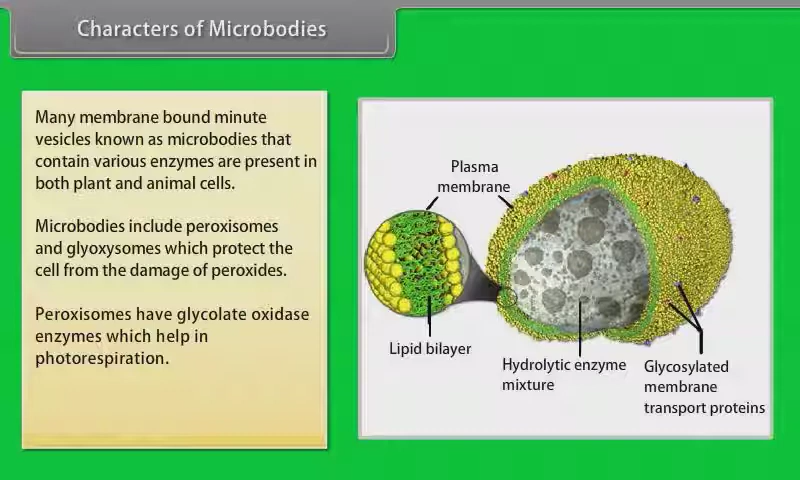 Characters of Microbodies
Many membrane bound minute
vesicles known as microbodies that
contain various enzymes are present in
both plant and animal cells.
Microbodies include peroxisomes
and glyoxysomes which protect the
cell from the damage of peroxides.
Peroxisomes have glycolate oxidase
enzymes which help in
photorespiration.
Plasma
membrane
Lipid bilayer
Hydrolytic enzyme
mixture
Glycosylated
membrane
transport proteins